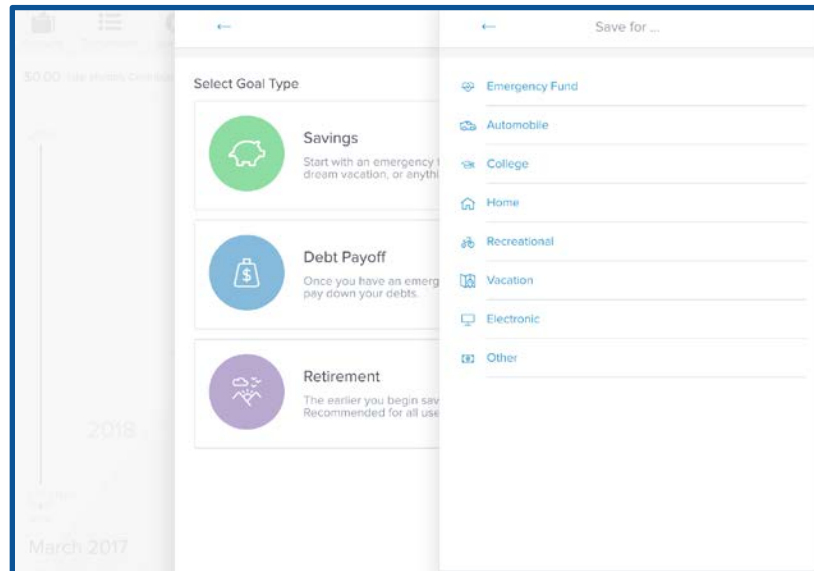 Save for ...
$0.00
Select Goal Type
Savings
Start with an emergency
dream vacation, or anythi
Debt Payoff
Once you have an emerg
pay down your debts.
Retirement
The earlier you begin sav
Recommended for all use
Emergency Fund
Automobile
College
Home
Recreational
Vacation
Electronic
Other
2018
March 2017